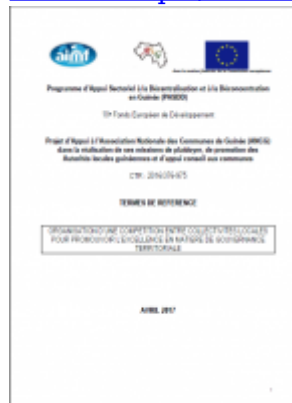 aimf
Programme d'Appui Sectoriel à la Décentralisation et à la Déconcentration
en Guinée (PASDD)
Fonds Européen de Développement
Projet d'Appui à l'Association Nationale des Communes de Guinée (ANCG)
dans la réalisation de ses missions de plaidoyer, de promotion des
Autorités locales guinéennes et d'appui conseil aux communes
TERMES DE REFERENCE
ORGANISATION D'UNE COMPETITION ENTRE COLLECTIVITES LOCALES
POUR PROMOUVOIR L'EXCELLENCE EN MATIERE DE GOUVERNANCE
TERRITORIALE
AVRIL 2017